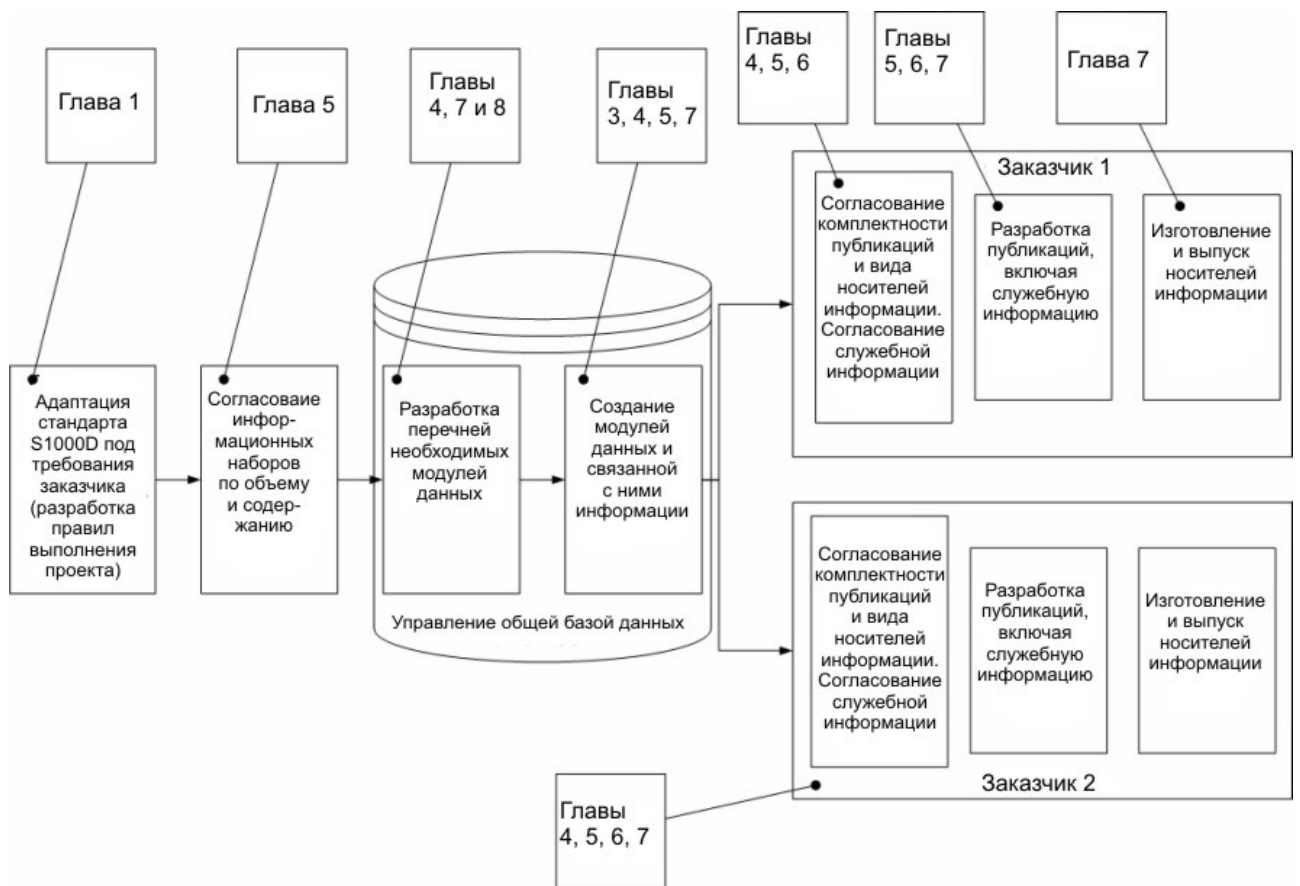 Глава 1
Глава 5
Главы
4, 7 и 8
Главы
3, 4, 5, 7
Главы
4, 5, 6
Главы
5, 6, 7
Глава 7
Адаптация
стандарта
S1000D под
требования
заказчика
(разработка
правил
выполнения
проекта)
Согласоваие
инфор-
мационных
наборов
по объему
и содер-
жанию
Разработка
перечней
необходимых
модулей
данных
Создание
модулей
данных и
связанной
с ними
информации
Управление общей базой данных
Заказчик 1
Согласование
комплектности
публикаций
и вида
носителей
информации.
Согласование
служебной
информации
Разработка
публикаций,
включая
служебную
информацию
Изготовление
и выпуск
носителей
информации
Согласование
комплектности
публикаций
и вида
носителей
информации.
Согласование
служебной
информации
Разработка
публикаций,
включая
служебную
информацию
Изготовление
и выпуск
носителей
информации
Заказчик 2
Главы
4, 5, 6, 7